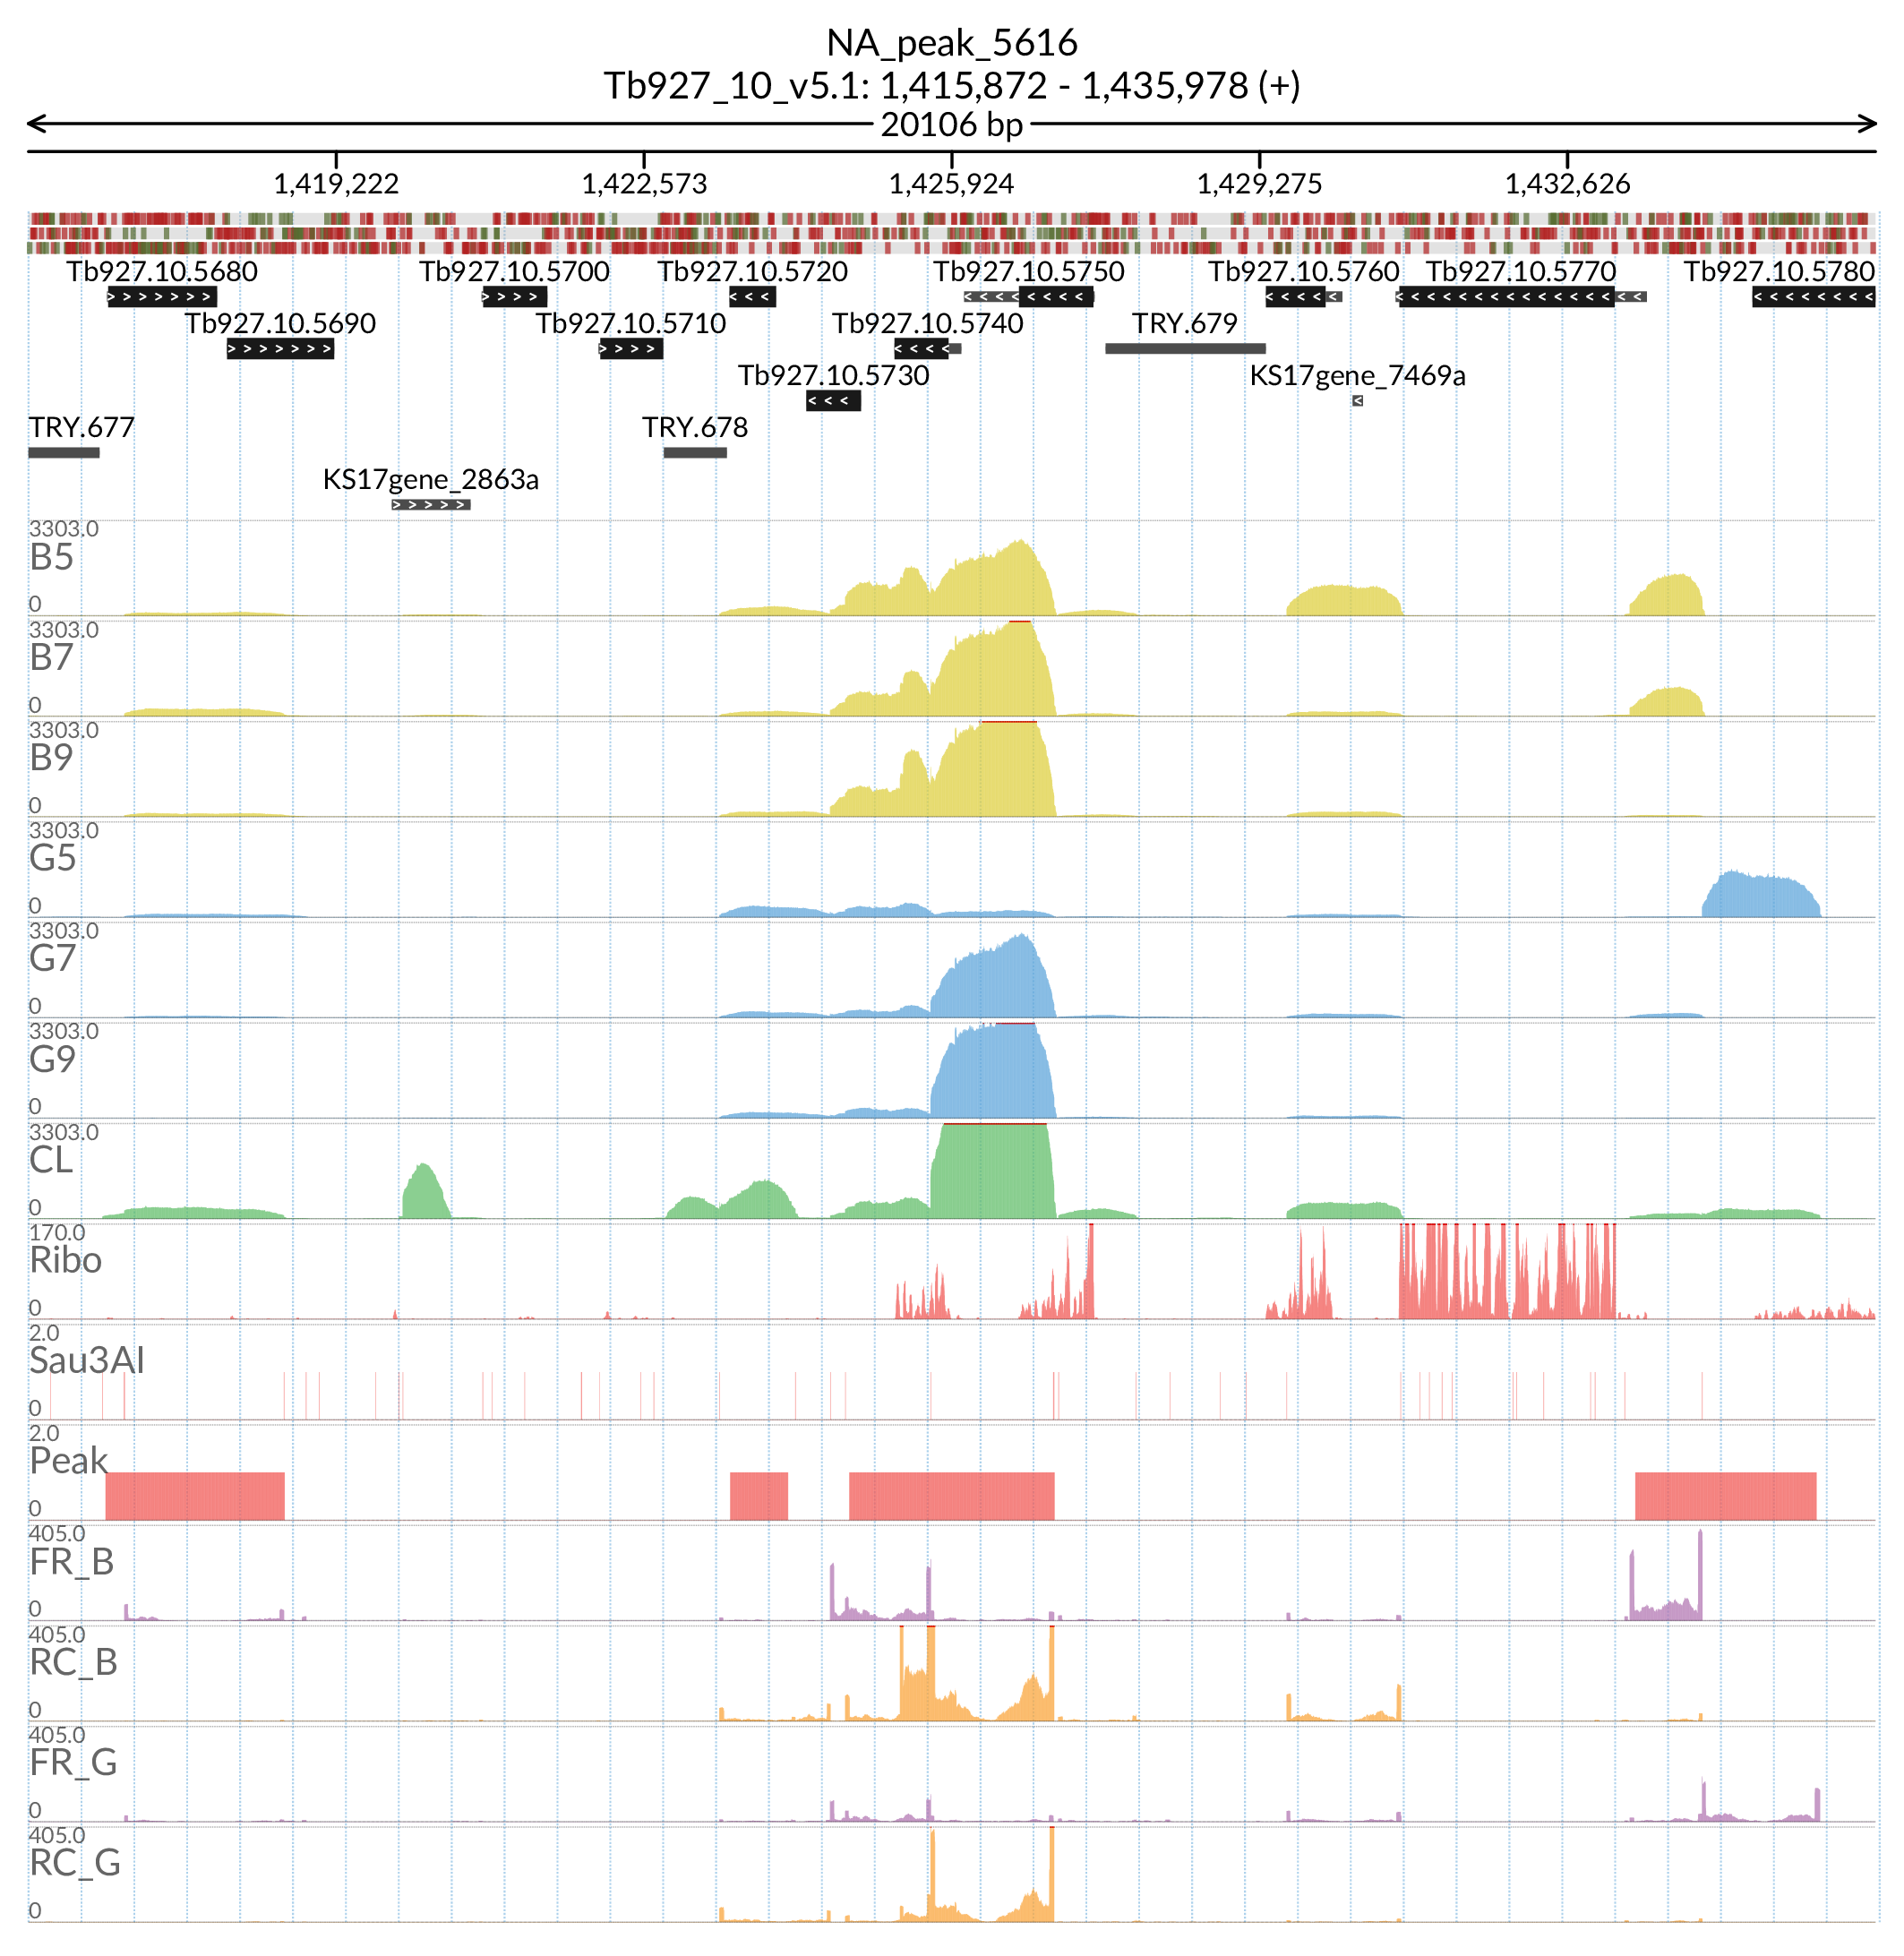 NA_peak_5616
Tb927_10_v5.1: 1,415,872 - 1,435,978 (+)
20106 bp
1,419,222 1,422,573 1,425,924 1,429,275 1,432,626
Tb927.10.5680 Tb927.10.5700 Tb927.10.5720 Tb927.10.5750 Tb927.10.5760 Tb927.10.5770 Tb927.10.5780
Tb927.10.5690 Tb927.10.5710 Tb927.10.5740 TRY.679
Tb927.10.5730 KS17gene_7469a
TRY.677 TRY.678
KS17gene_2863a
3303.0
B5
0
3303.0
B7
0
3303.0
B9
0
3303.0
G5
0
3303.0
G7
0
3303.0
G9
0
3303.0
CL
0
170.0
Ribo
0
2.0
Sau3AI
0
2.0
Peak
0
405.0
FR_B
0
405.0
RC_B
0
405.0
FR_G
0
405.0
RC_G
0